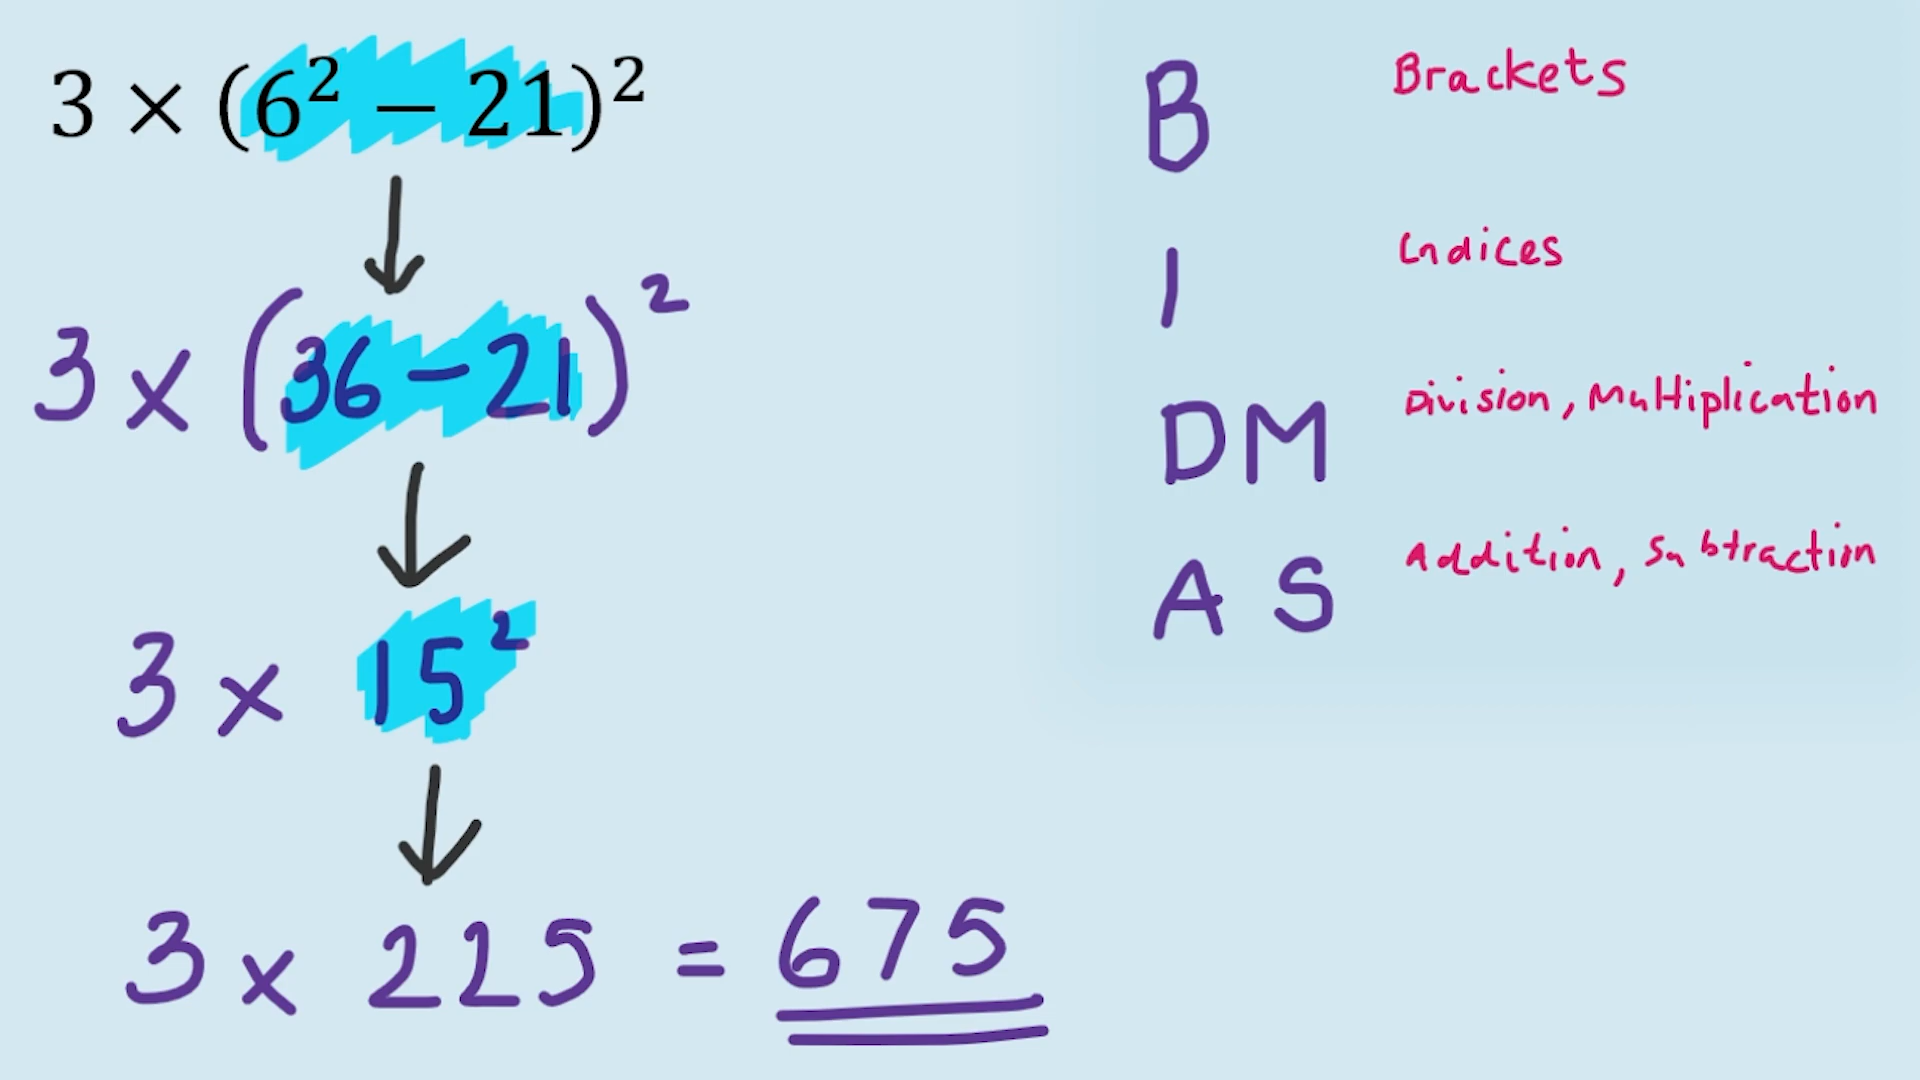 3 × (6² − 21)²
3 × (36 − 21)²
3 × 15²
3 × 225 = 675
B Brackets
I Indices
DM Division, Multiplication
A S Addition, Subtraction